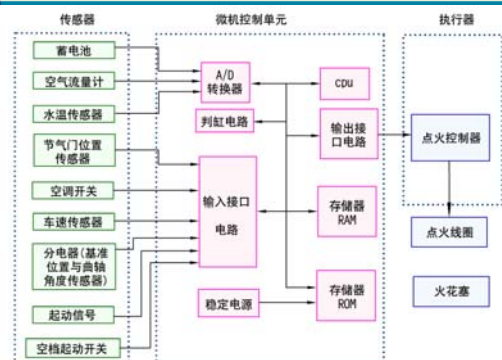 传感器
微机控制单元
执行器
蓄电池
空气流量计
水温传感器
节气门位置
传感器
空调开关
车速传感器
分电器(基准
位置与曲轴
角度传感器)
起动信号
空档起动开关
A/D
转换器
判缸电路
输入接口
电路
稳定电源
cpu
输出接
口电路
存储器
RAM
存储器
ROM
点火控制器
点火线圈
火花塞